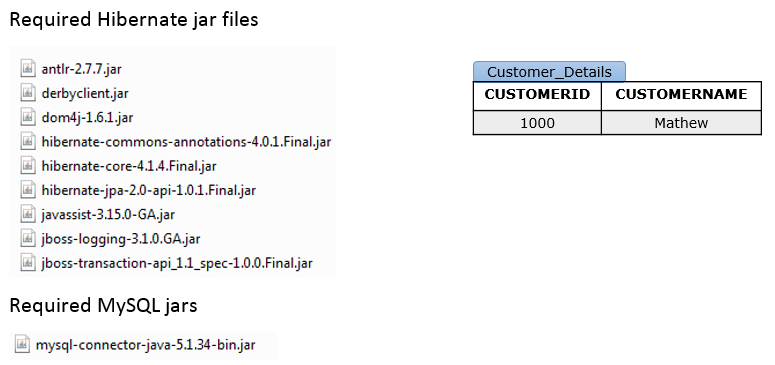 Required Hibernate jar files
antlr-2.7.7.jar
derbyclient.jar
dom4j-1.6.1.jar
hibernate-commons-annotations-4.0.1.Final.jar
hibernate-core-4.1.4.Final.jar
hibernate-jpa-2.0-api-1.0.1.Final.jar
javassist-3.15.0-GA.jar
jboss-logging-3.1.0.GA.jar
jboss-transaction-api_1.1_spec-1.0.0.Final.jar
Required MySQL jars
mysql-connector-java-5.1.34-bin.jar
Customer_Details
CUSTOMERID CUSTOMERNAME
1000 Mathew